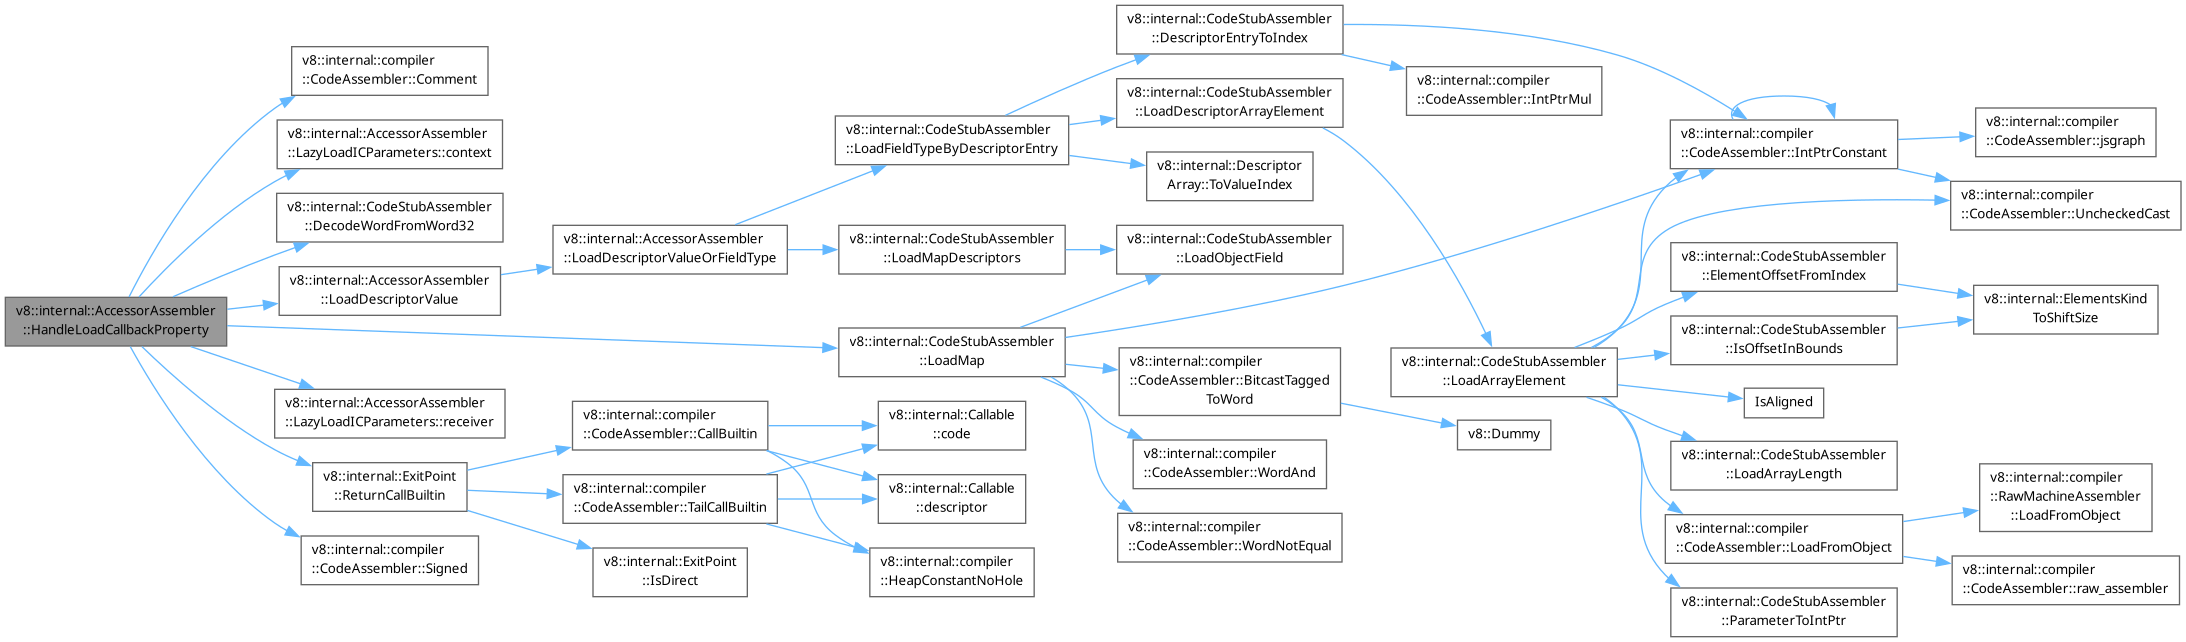 v8::internal::AccessorAssembler
::HandleLoadCallbackProperty
v8::internal::compiler
::CodeAssembler::Comment
v8::internal::AccessorAssembler
::LazyLoadICParameters::context
v8::internal::CodeStubAssembler
::DecodeWordFromWord32
v8::internal::AccessorAssembler
::LoadDescriptorValue
v8::internal::AccessorAssembler
::LazyLoadICParameters::receiver
v8::internal::ExitPoint
::ReturnCallBuiltin
v8::internal::compiler
::CodeAssembler::Signed
v8::internal::AccessorAssembler
::LoadDescriptorValueOrFieldType
v8::internal::compiler
::CodeAssembler::CallBuiltin
v8::internal::compiler
::CodeAssembler::TailCallBuiltin
v8::internal::ExitPoint
::IsDirect
v8::internal::CodeStubAssembler
::LoadFieldTypeByDescriptorEntry
v8::internal::CodeStubAssembler
::LoadMapDescriptors
v8::internal::CodeStubAssembler
::LoadMap
v8::internal::Callable
::code
v8::internal::Callable
::descriptor
v8::internal::compiler
::HeapConstantNoHole
v8::internal::CodeStubAssembler
::DescriptorEntryToIndex
v8::internal::CodeStubAssembler
::LoadDescriptorArrayElement
v8::internal::Descriptor
Array::ToValueIndex
v8::internal::CodeStubAssembler
::LoadObjectField
v8::internal::compiler
::CodeAssembler::BitcastTagged
ToWord
v8::internal::compiler
::CodeAssembler::WordAnd
v8::internal::compiler
::CodeAssembler::WordNotEqual
v8::internal::compiler
::CodeAssembler::IntPtrMul
v8::internal::CodeStubAssembler
::LoadArrayElement
v8::Dummy
v8::internal::compiler
::CodeAssembler::IntPtrConstant
v8::internal::CodeStubAssembler
::ElementOffsetFromIndex
v8::internal::CodeStubAssembler
::IsOffsetInBounds
IsAligned
v8::internal::CodeStubAssembler
::LoadArrayLength
v8::internal::compiler
::CodeAssembler::LoadFromObject
v8::internal::CodeStubAssembler
::ParameterToIntPtr
v8::internal::compiler
::CodeAssembler::jsgraph
v8::internal::compiler
::CodeAssembler::UncheckedCast
v8::internal::ElementsKind
ToShiftSize
v8::internal::compiler
::RawMachineAssembler
::LoadFromObject
v8::internal::compiler
::CodeAssembler::raw_assembler